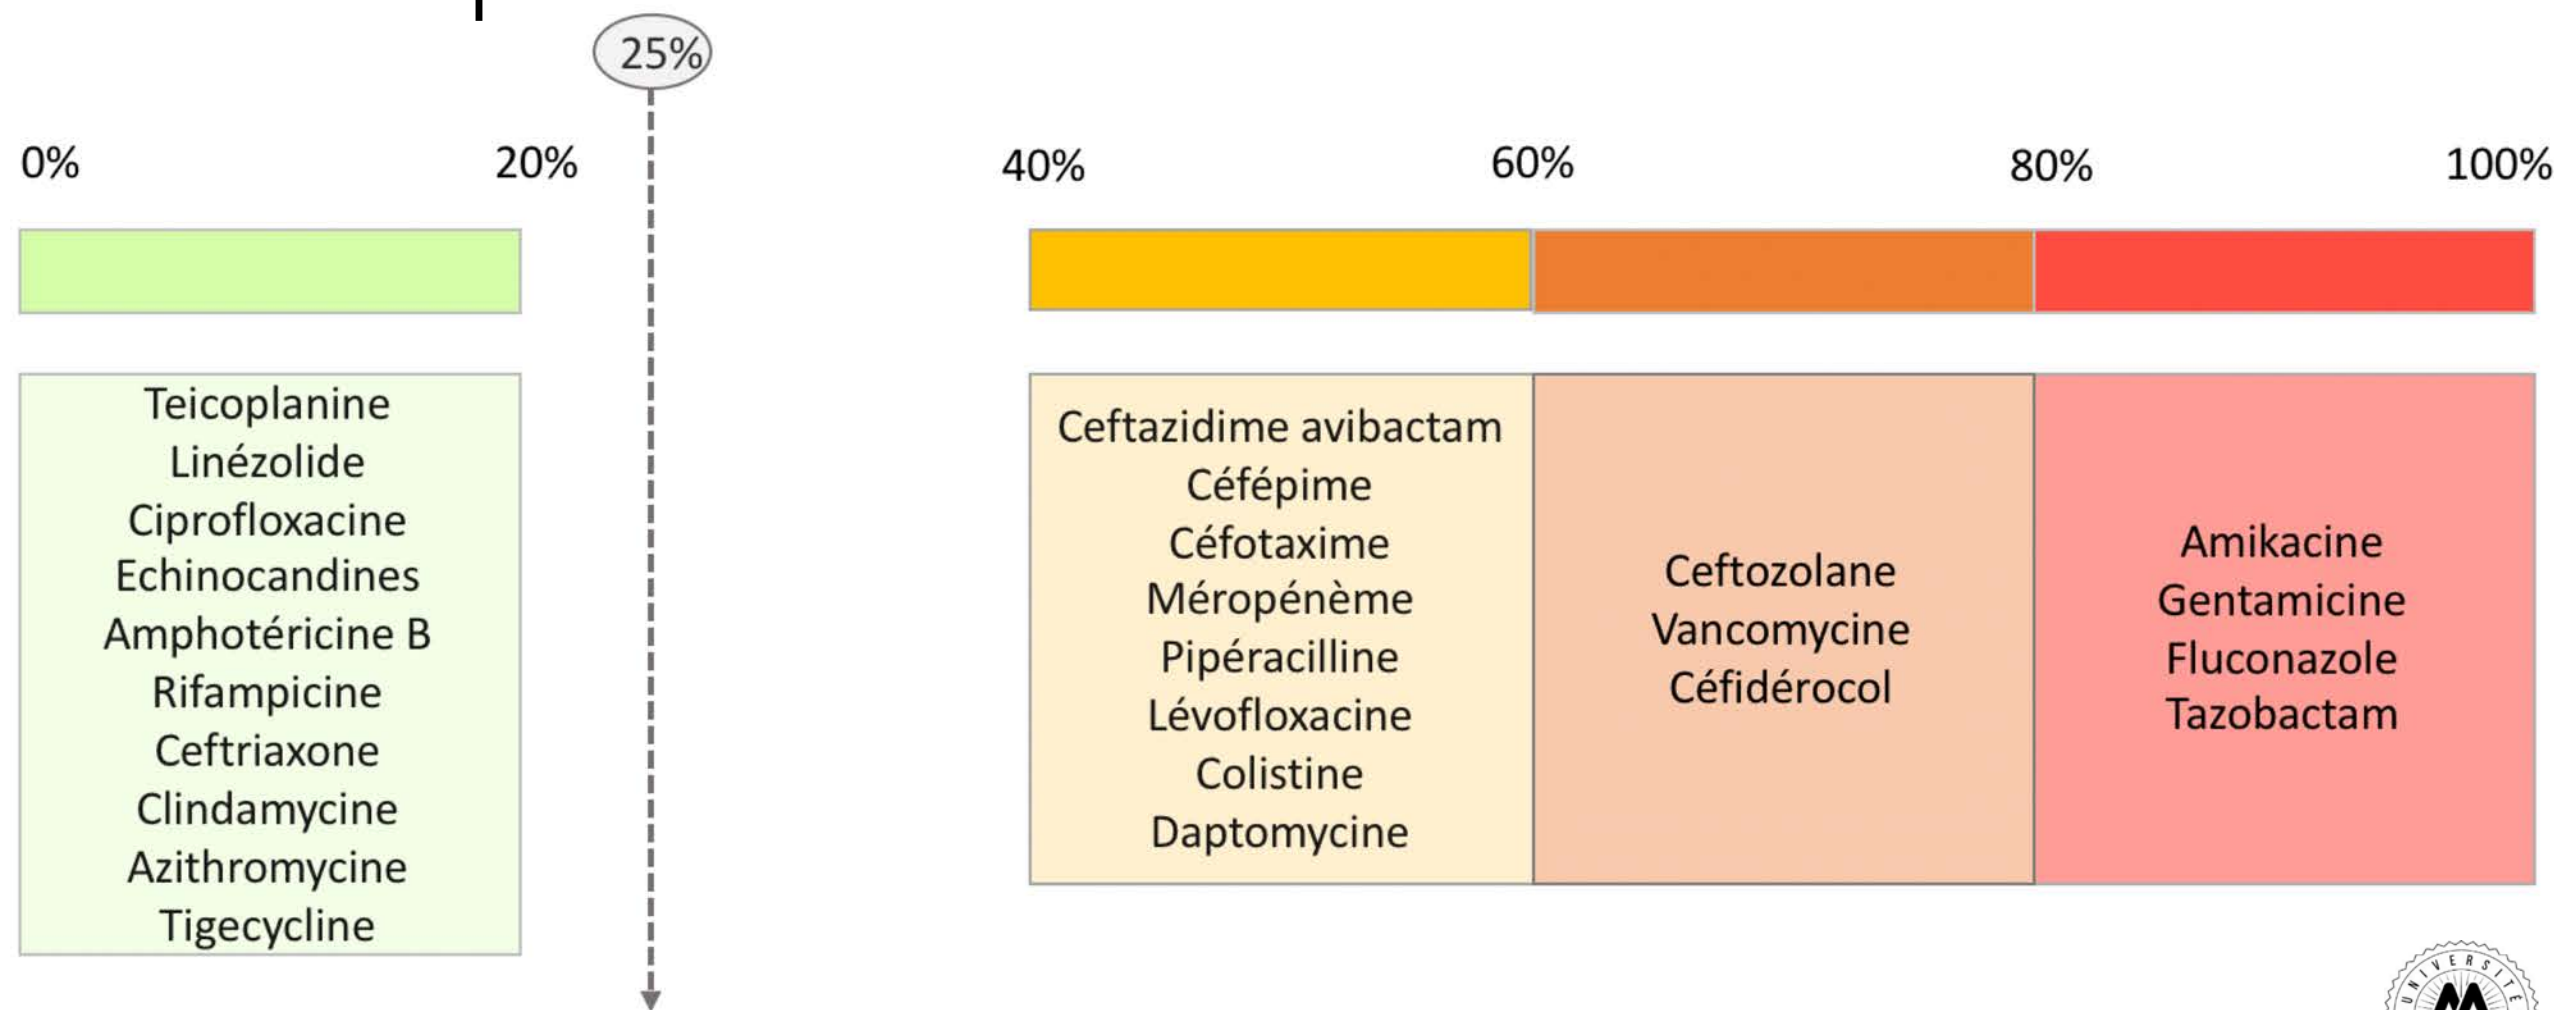 25%
0%
20%
40%
60%
80%
100%
Teicoplanine
Linézolide
Ciprofloxacine
Echinocandines
Amphotéricine B
Rifampicine
Ceftriaxone
Clindamycine
Azithromycine
Tigecycline
Ceftazidime avibactam
Céfépime
Céfotaxime
Méropénème
Pipéracilline
Lévofloxacine
Colistine
Daptomycine
Ceftozolane
Vancomycine
Céfidérocol
Amikacine
Gentamicine
Fluconazole
Tazobactam
UNIVERSITÉ